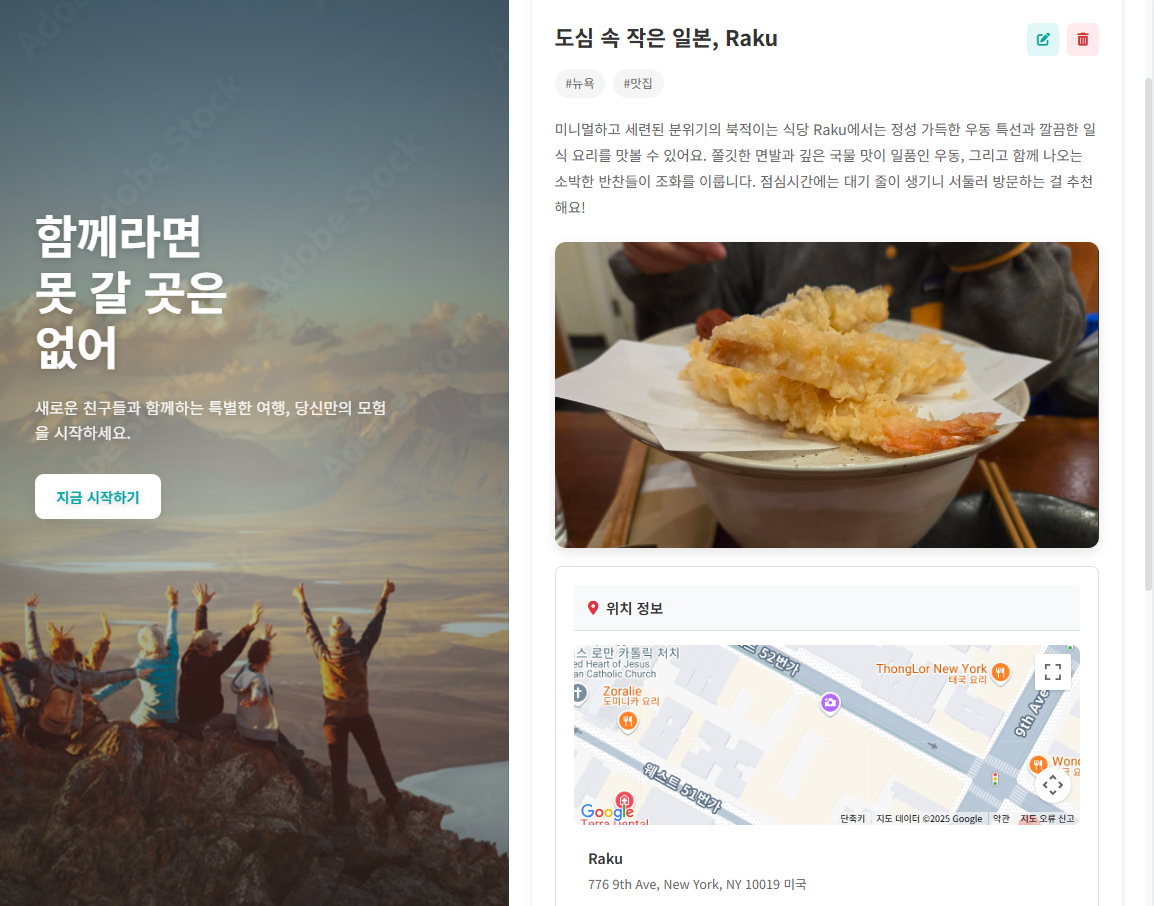 Adobe Stock
Adobe Stock
Adobe Stock
함께라면
못 갈 곳은
없어
새로운 친구들과 함께하는 특별한 여행, 당신만의 모험
을 시작하세요.
지금 시작하기
도심 속 작은 일본, Raku
#뉴욕
#맛집
미니멀하고 세련된 분위기의 북적이는 식당 Raku에서는 정성 가득한 우동 특선과 깔끔한 일
식 요리를 맛볼 수 있어요. 쫄깃한 면발과 깊은 국물 맛이 일품인 우동, 그리고 함께 나오는
소박한 반찬들이 조화를 이룹니다. 점심시간에는 대기 줄이 생기니 서둘러 방문하는 걸 추천
해요!
위치 정보
스 로만 카톨릭 처치
ed Heart of Jesus
an Catholic Church
Zoralie
도미니카 요리
스트 52번가
ThongLor New York
태국 요리
9th Ave
웨스트 51번가
Wond
Google
Terra Dental
단축키
지도 데이터 ©2025 Google
약관
지도 오류 신고
Raku
776 9th Ave, New York, NY 10019 미국